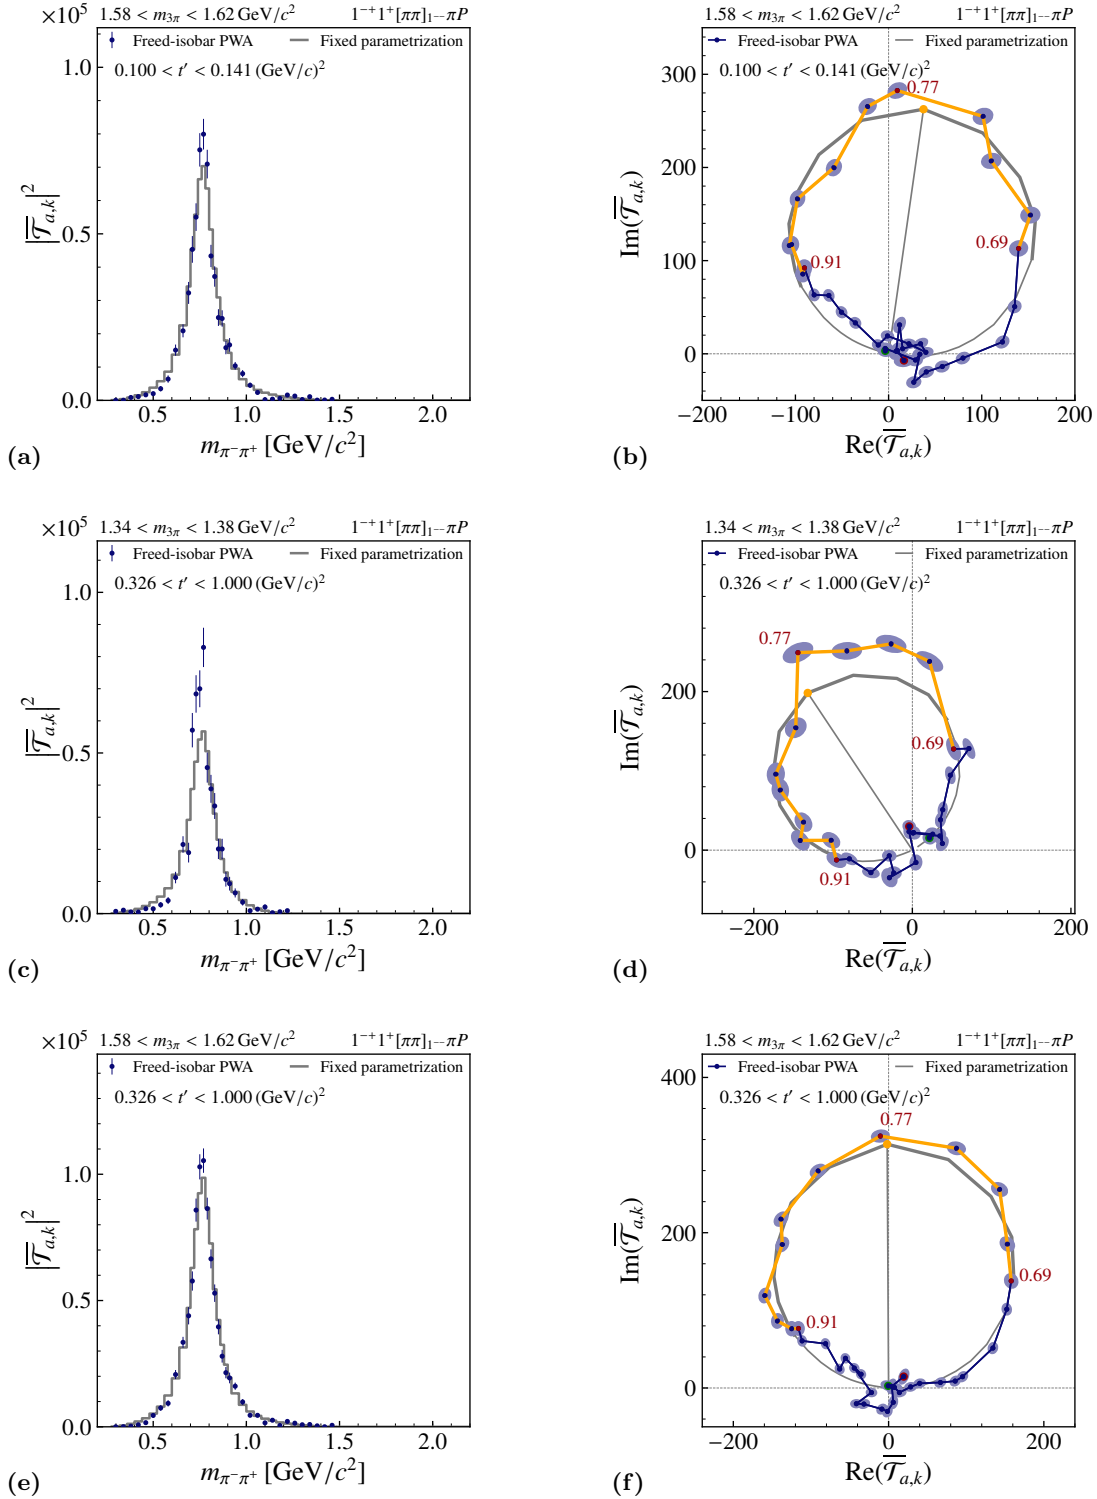 ×10⁵
1.58 < m₃π < 1.62 GeV/c²
1⁻⁺1⁺[ππ]₁₋₋πP
Freed-isobar PWA
Fixed parametrization
0.100 < t′ < 0.141 (GeV/c)²
1.0
0.5
0.0
|𝒯̅ₐ,ₖ|²
0.5 1.0 1.5 2.0
m_π⁻π⁺ [GeV/c²]
(a)
1.58 < m₃π < 1.62 GeV/c²
1⁻⁺1⁺[ππ]₁₋₋πP
Freed-isobar PWA
Fixed parametrization
0.100 < t′ < 0.141 (GeV/c)²
300
200
100
0
Im(𝒯̅ₐ,ₖ)
0.77
0.69
0.91
−200 −100 0 100 200
Re(𝒯̅ₐ,ₖ)
(b)
×10⁵
1.34 < m₃π < 1.38 GeV/c²
1⁻⁺1⁺[ππ]₁₋₋πP
Freed-isobar PWA
Fixed parametrization
0.326 < t′ < 1.000 (GeV/c)²
1.0
0.5
0.0
|𝒯̅ₐ,ₖ|²
0.5 1.0 1.5 2.0
m_π⁻π⁺ [GeV/c²]
(c)
1.34 < m₃π < 1.38 GeV/c²
1⁻⁺1⁺[ππ]₁₋₋πP
Freed-isobar PWA
Fixed parametrization
0.326 < t′ < 1.000 (GeV/c)²
200
0
Im(𝒯̅ₐ,ₖ)
0.77
0.69
0.91
−200 0 200
Re(𝒯̅ₐ,ₖ)
(d)
×10⁵
1.58 < m₃π < 1.62 GeV/c²
1⁻⁺1⁺[ππ]₁₋₋πP
Freed-isobar PWA
Fixed parametrization
0.326 < t′ < 1.000 (GeV/c)²
1.0
0.5
0.0
|𝒯̅ₐ,ₖ|²
0.5 1.0 1.5 2.0
m_π⁻π⁺ [GeV/c²]
(e)
1.58 < m₃π < 1.62 GeV/c²
1⁻⁺1⁺[ππ]₁₋₋πP
Freed-isobar PWA
Fixed parametrization
0.326 < t′ < 1.000 (GeV/c)²
400
200
0
Im(𝒯̅ₐ,ₖ)
0.77
0.69
0.91
−200 0 200
Re(𝒯̅ₐ,ₖ)
(f)